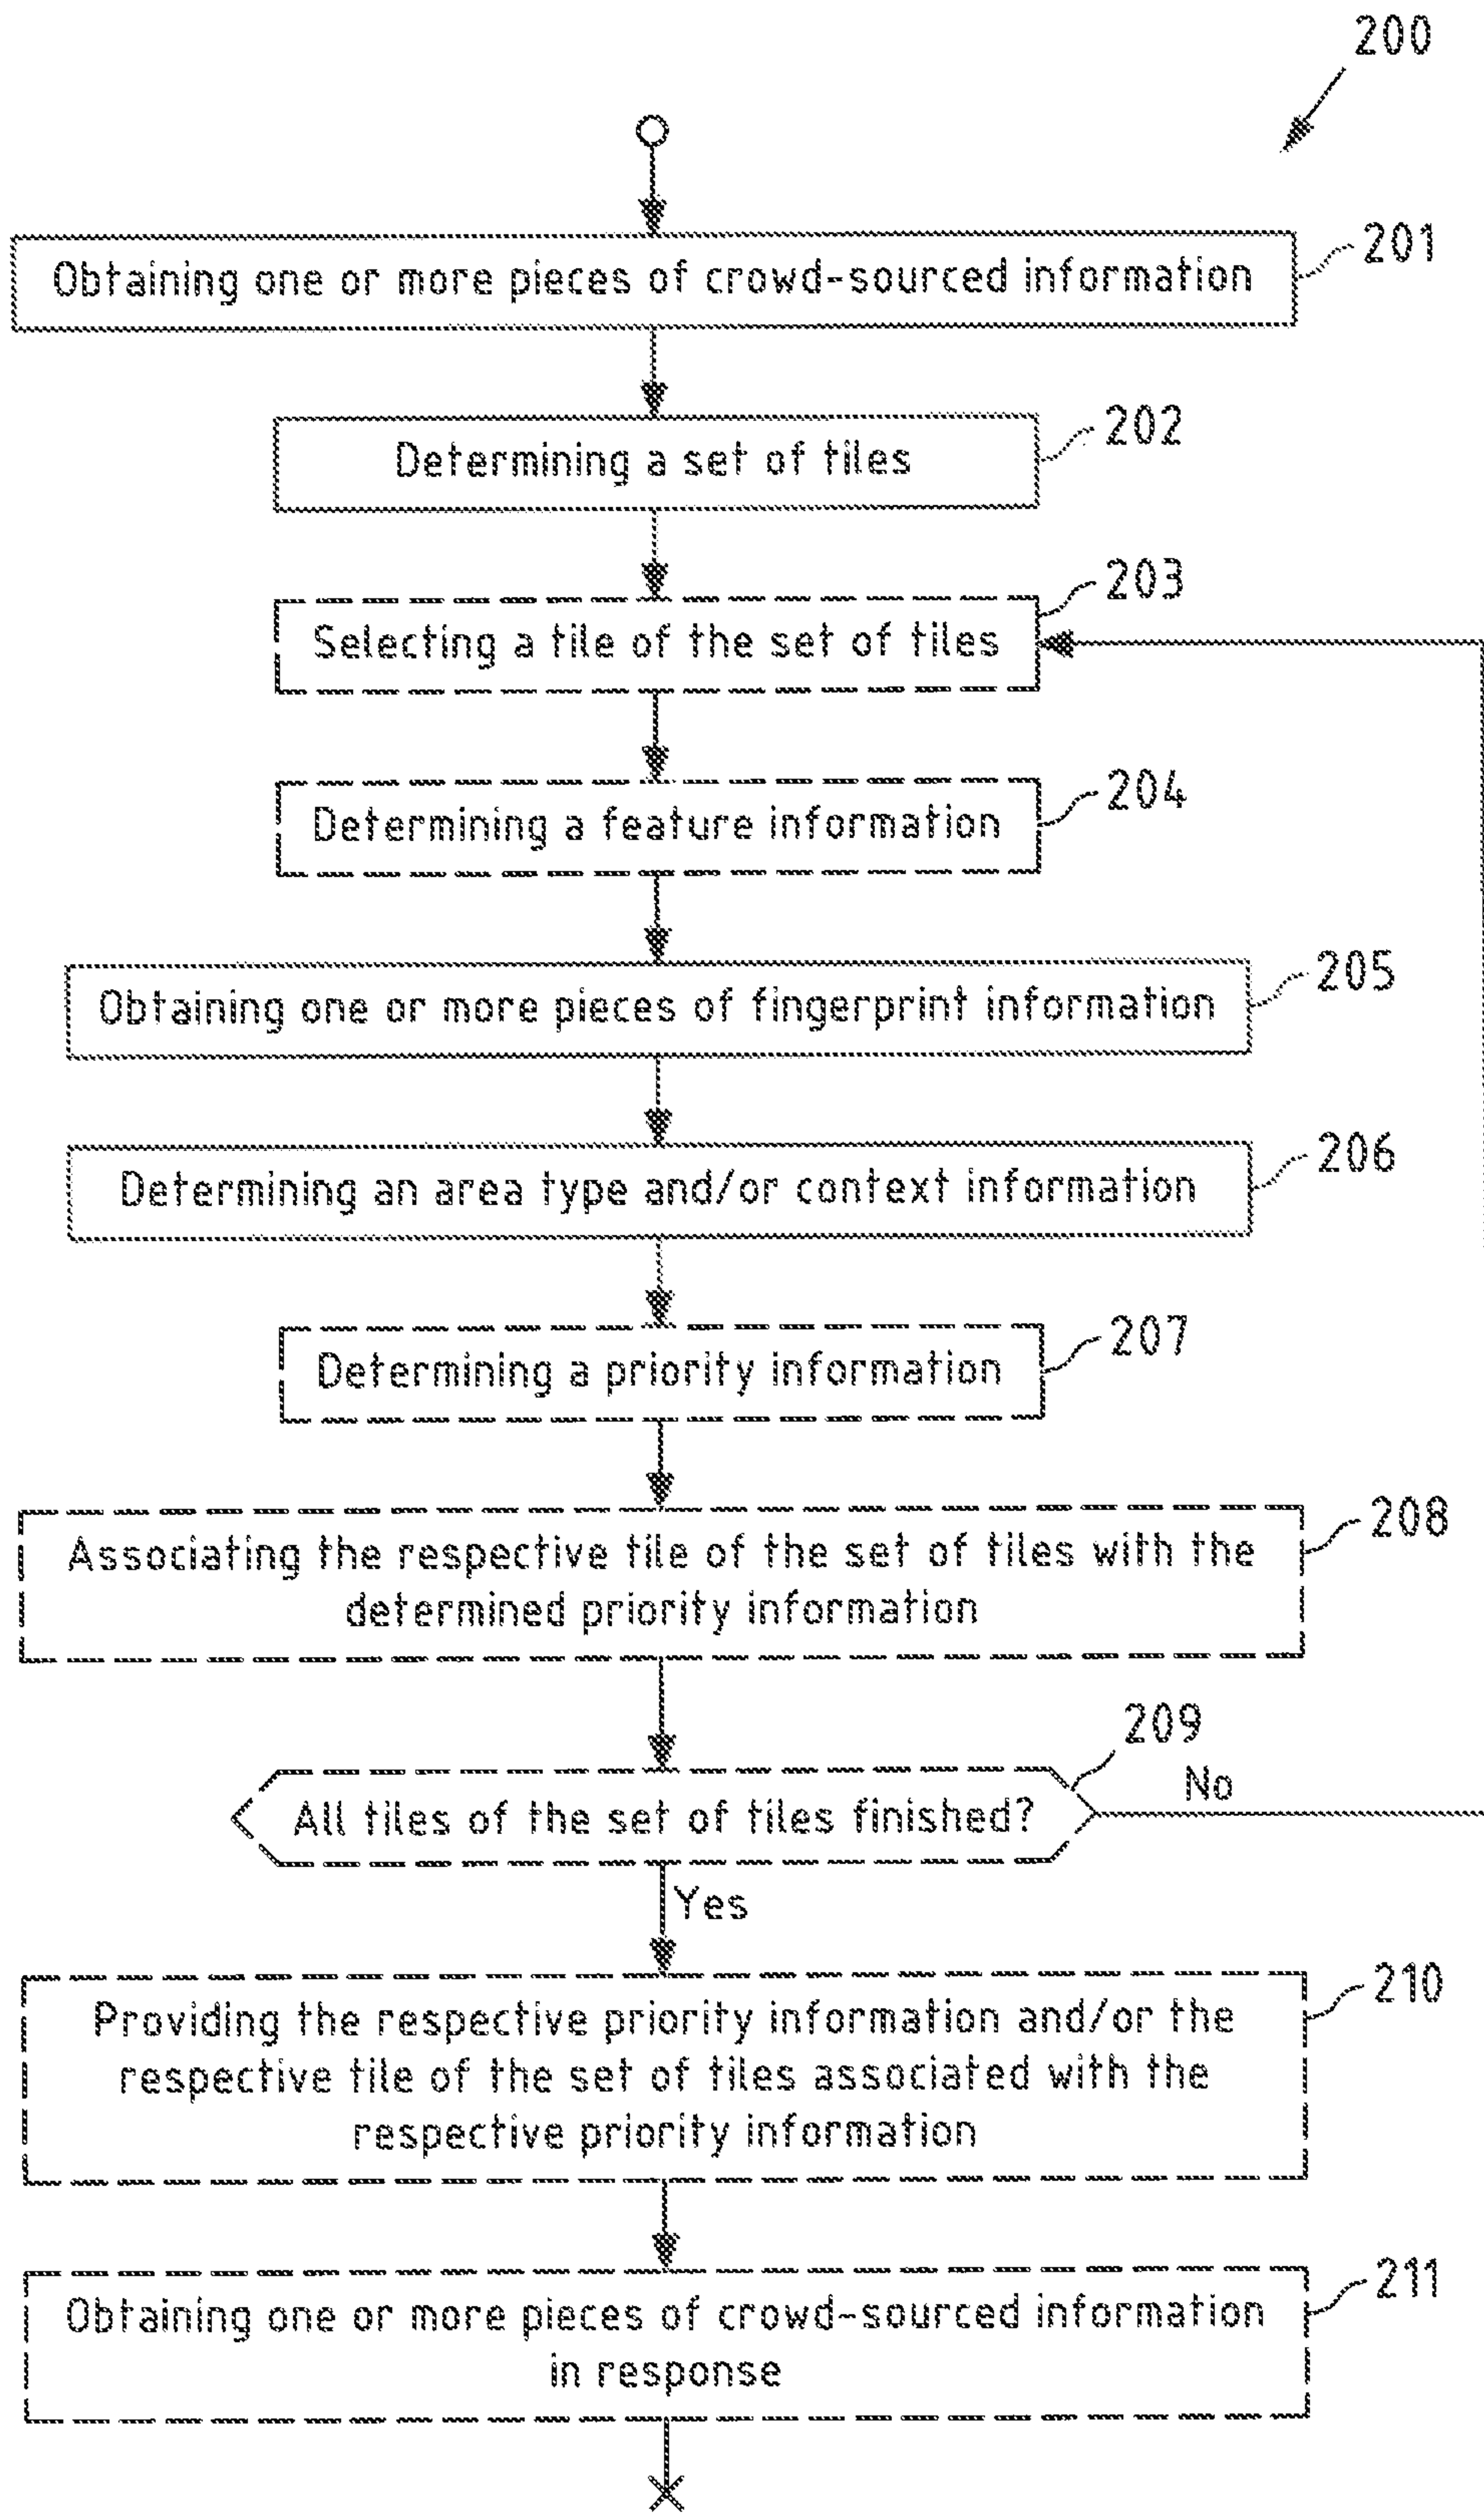 200
Obtaining one or more pieces of crowd-sourced information
201
Determining a set of tiles
202
Selecting a tile of the set of tiles
203
Determining a feature information
204
Obtaining one or more pieces of fingerprint information
205
Determining an area type and/or context information
206
Determining a priority information
207
Associating the respective tile of the set of tiles with the
determined priority information
208
All tiles of the set of tiles finished?
209
No
Yes
Providing the respective priority information and/or the
respective tile of the set of tiles associated with the
respective priority information
210
Obtaining one or more pieces of crowd-sourced information
in response
211